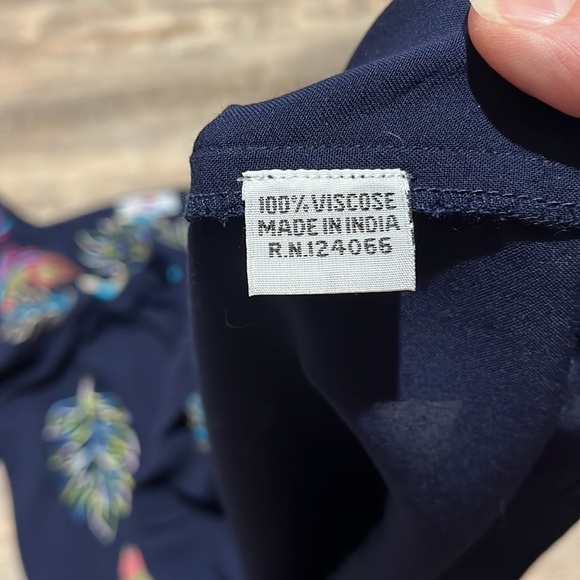 100% VISCOSE
MADE IN INDIA
R.N.124066